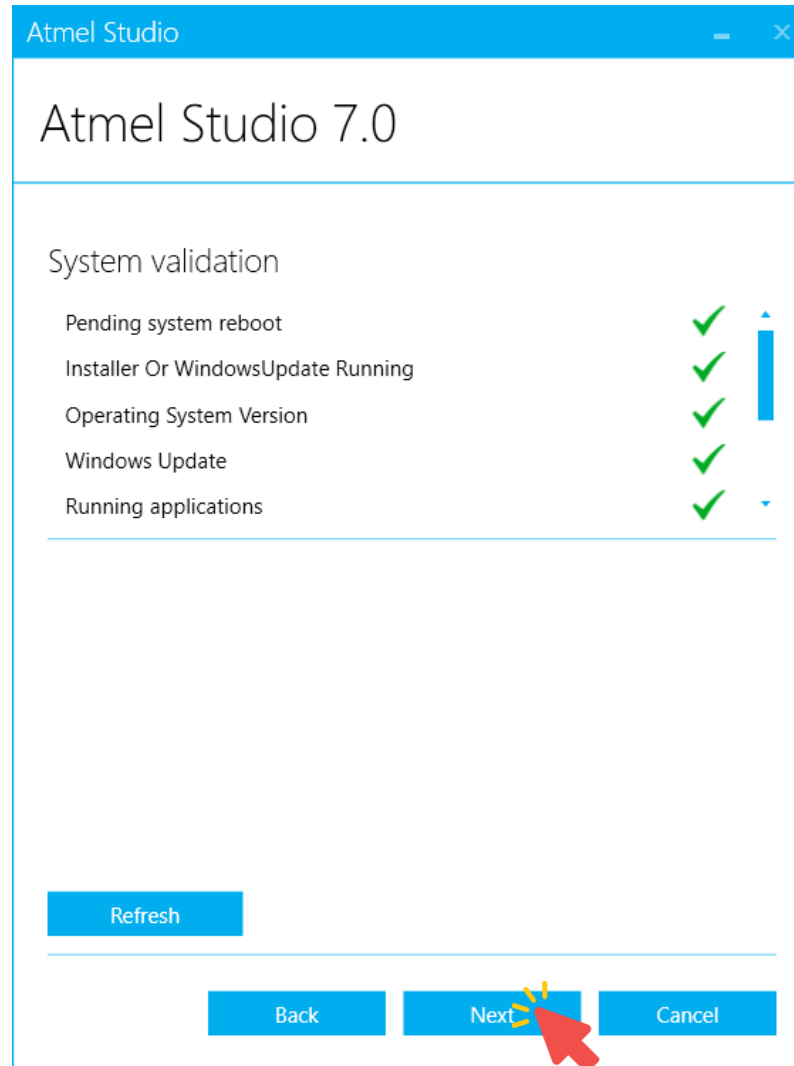 Atmel Studio
Atmel Studio 7.0
System validation
Pending system reboot
Installer Or WindowsUpdate Running
Operating System Version
Windows Update
Running applications
Refresh
Back Next Cancel